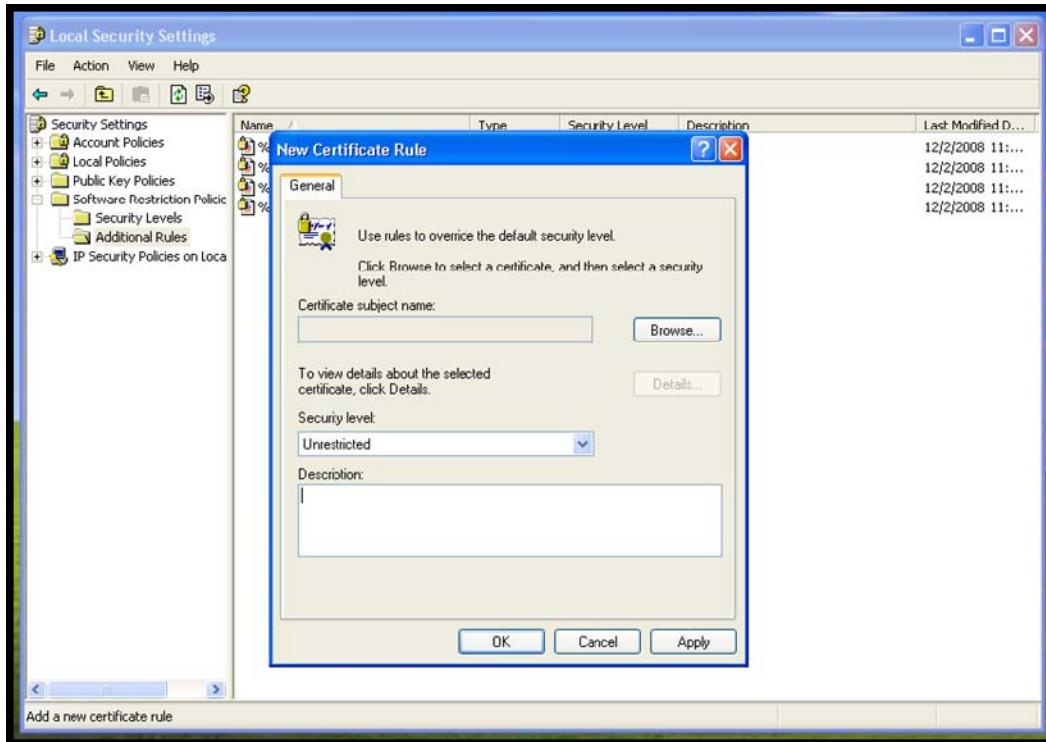 Local Security Settings
File Action View Help
Security Settings
Account Policies
Local Policies
Public Key Policies
Software Restriction Policie
Security Levels
Additional Rules
IP Security Policies on Loca
Name Type Security Level Description Last Modified D...
% 12/2/2008 11:...
% 12/2/2008 11:...
% 12/2/2008 11:...
% 12/2/2008 11:...
New Certificate Rule
General
Use rules to override the default security level.
Click Browse to select a certificate, and then select a security
level.
Certificate subject name:
Browse...
To view details about the selected
certificate, click Details.
Details...
Security level:
Unrestricted
Description:
OK Cancel Apply
Add a new certificate rule